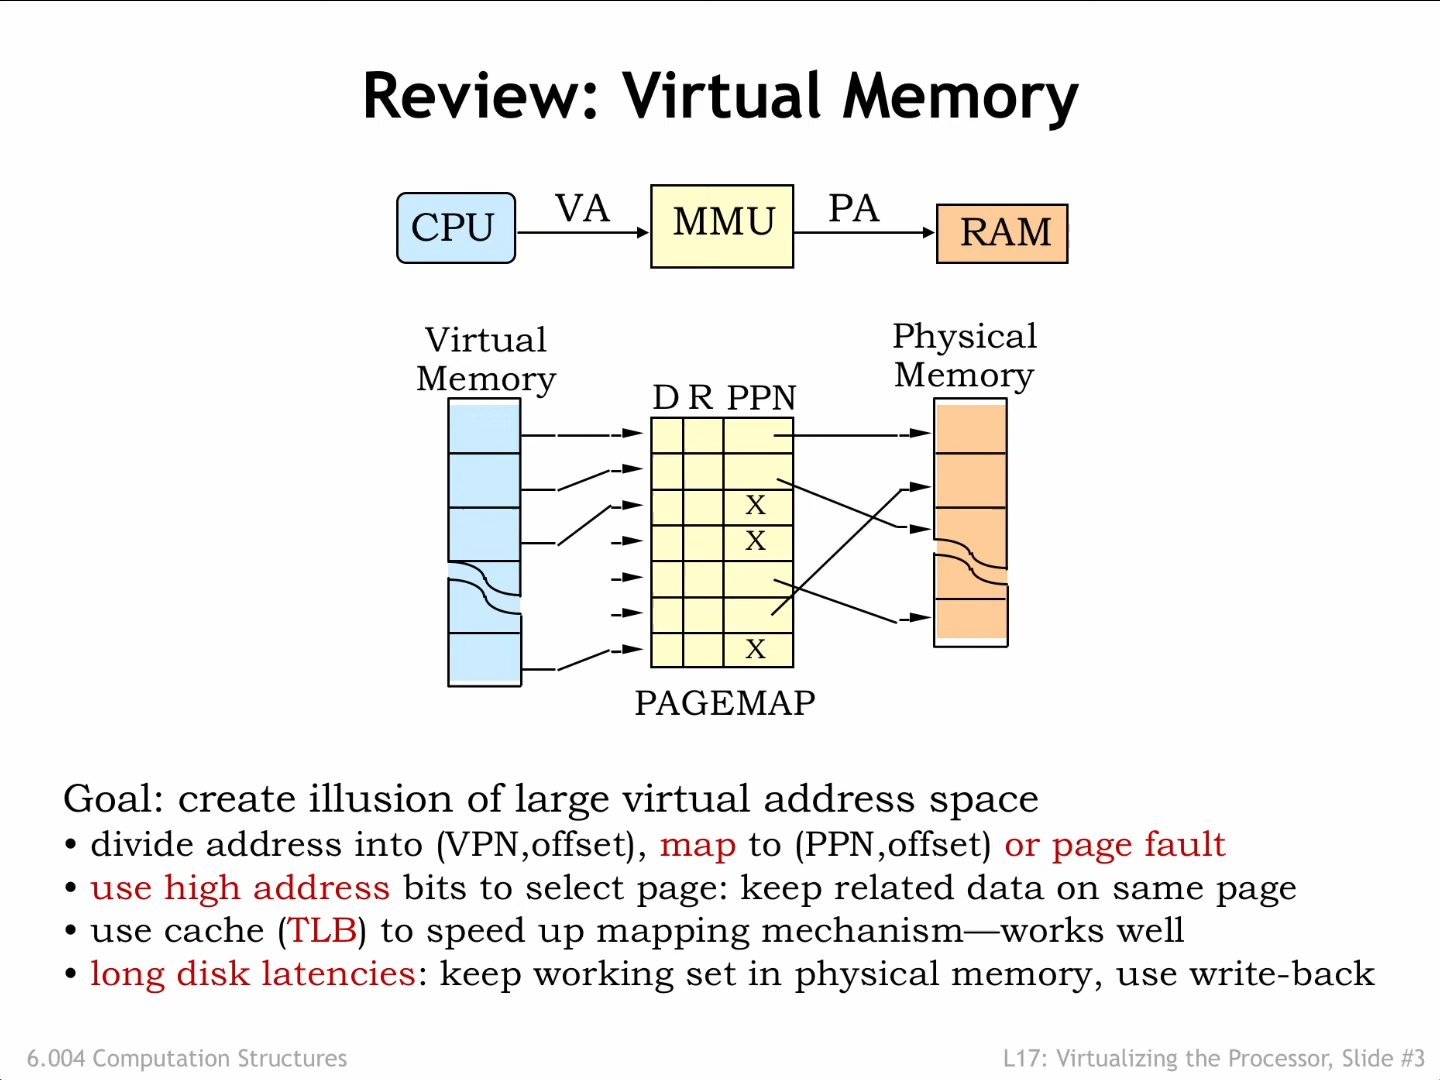 Review: Virtual Memory
CPU
VA
MMU
PA
RAM
Virtual
Memory
Physical
Memory
D R PPN
X
X
X
PAGEMAP
Goal: create illusion of large virtual address space
• divide address into (VPN,offset), map to (PPN,offset) or page fault
• use high address bits to select page: keep related data on same page
• use cache (TLB) to speed up mapping mechanism—works well
• long disk latencies: keep working set in physical memory, use write-back
6.004 Computation Structures
L17: Virtualizing the Processor, Slide #3